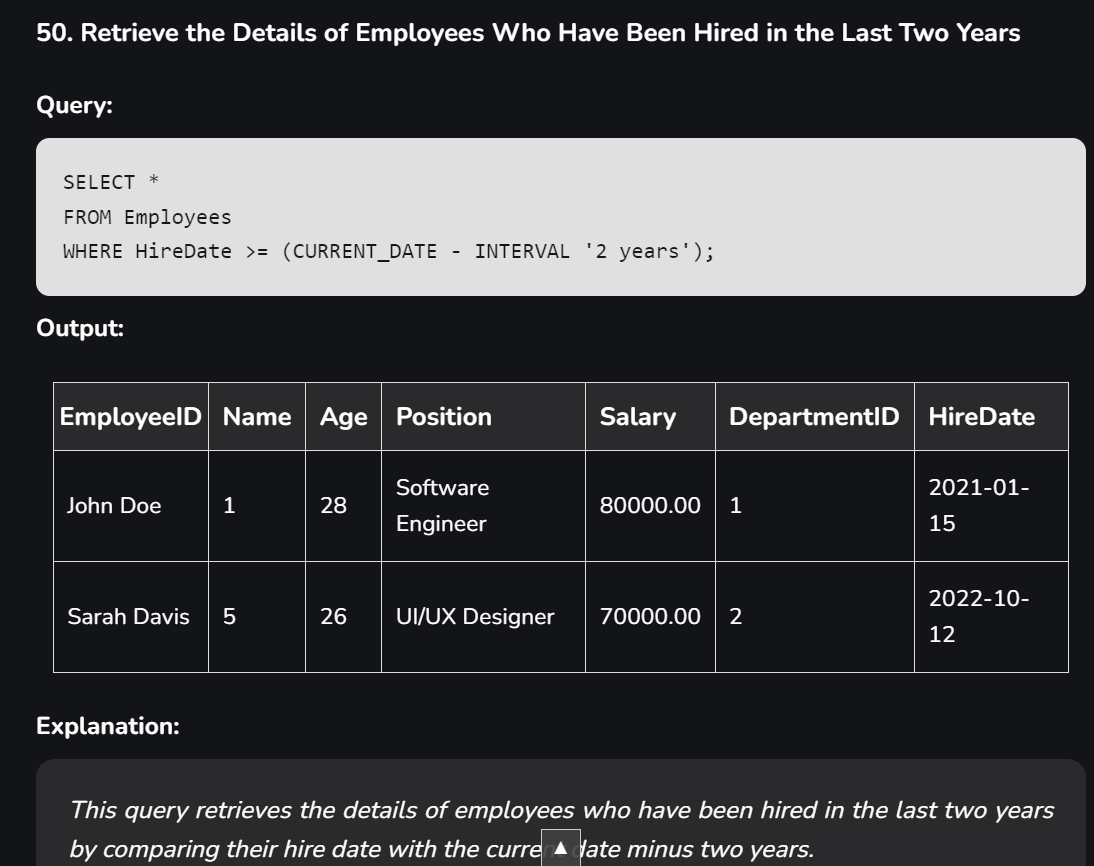 50. Retrieve the Details of Employees Who Have Been Hired in the Last Two Years
Query:
SELECT *
FROM Employees
WHERE HireDate >= (CURRENT_DATE - INTERVAL '2 years');
Output:
EmployeeID Name Age Position Salary DepartmentID HireDate
John Doe 1 28 Software Engineer 80000.00 1 2021-01-15
Sarah Davis 5 26 UI/UX Designer 70000.00 2 2022-10-12
Explanation:
This query retrieves the details of employees who have been hired in the last two years
by comparing their hire date with the current date minus two years.